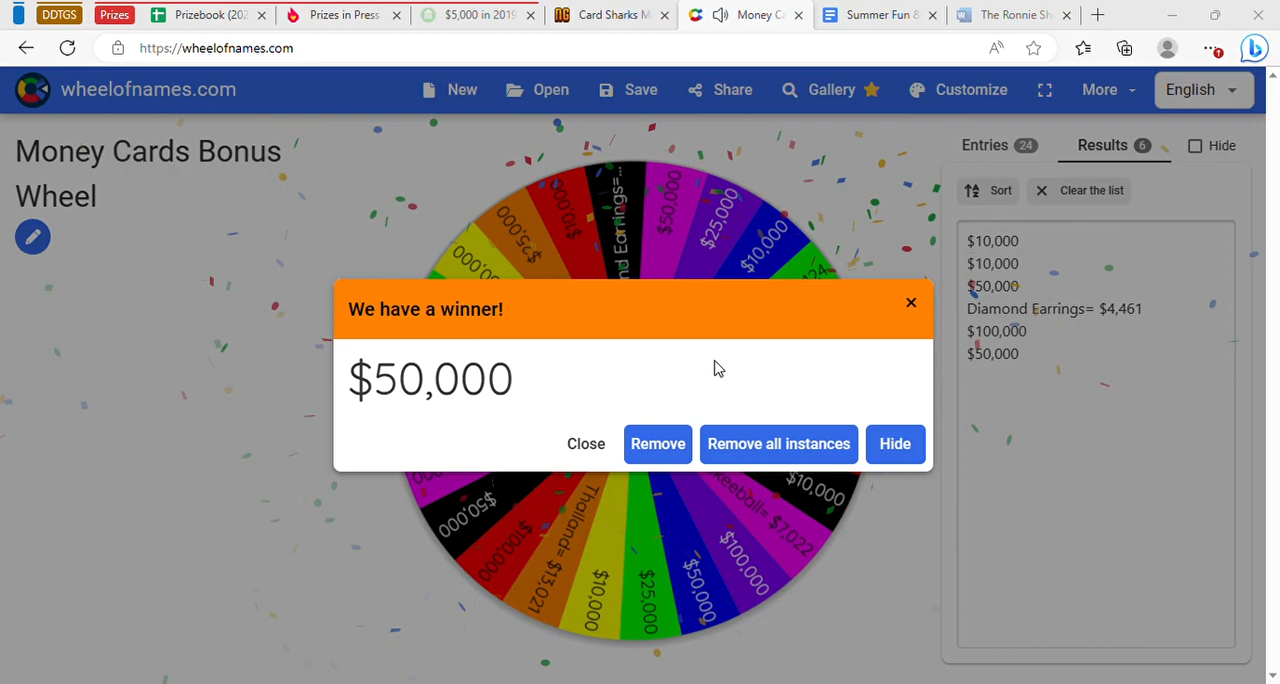 DDTGS Prizes Prizebook (202 Prizes in Press $5,000 in 2019 Card Sharks M Money Ca Summer Fun & The Ronnie Sh
https://wheelofnames.com
wheelofnames.com New Open Save Share Gallery Customize More English
Money Cards Bonus
Wheel
Entries 24 Results 6 Hide
Sort Clear the list
$10,000
$10,000
$50,000
Diamond Earrings= $4,461
$100,000
$50,000
000,
$25,000
$10,000
nd Earrings=...
$50,000
$25,000
$10,000
We have a winner!
$50,000
Close Remove Remove all instances Hide
$50,000
$100,000
Thailand= $13,021
$10,000
$25,000
$50,000
$100,000
keeball= $7,022
$10,000